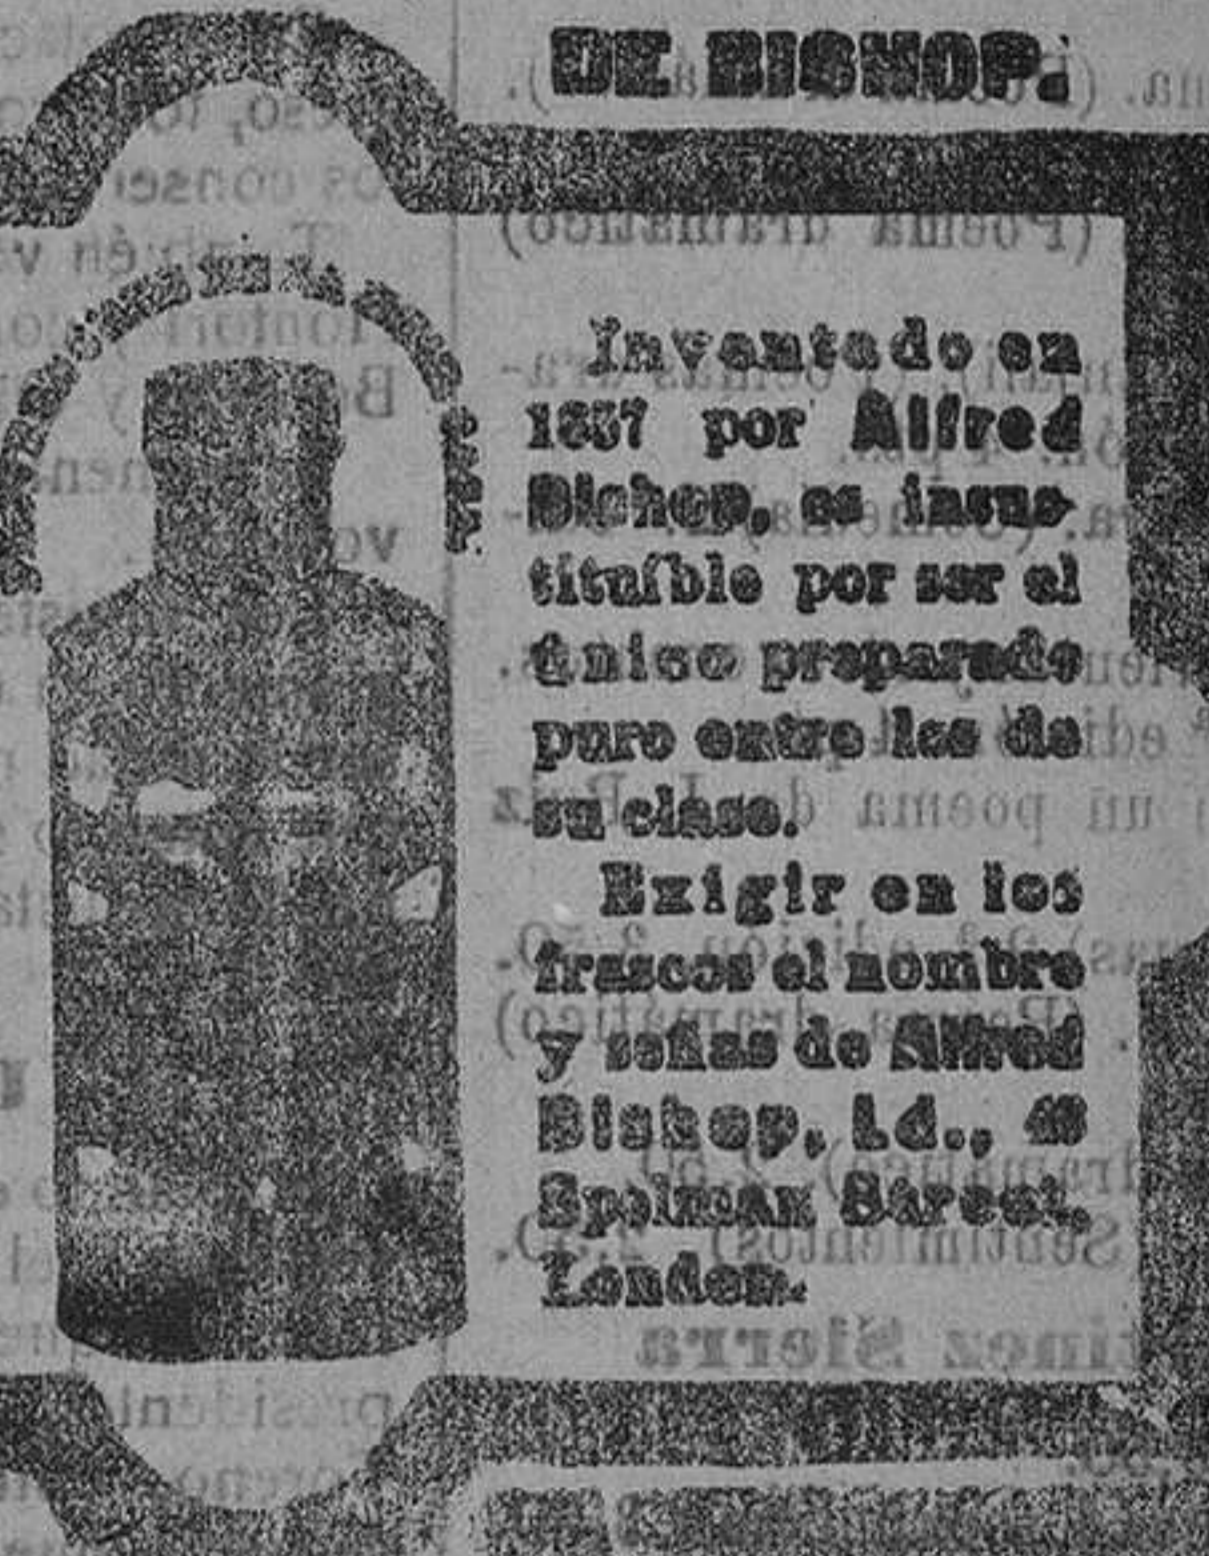 DE BISHOP.
Inventado en
1857 por Alfred
Bishop, es insus-
tituíble por ser el
único preparado
puro entre los de
su clase.
Exigir en los
frascos el nombre
y señas de Alfred
Bishop, Ld., 48
Spelman Street,
London.